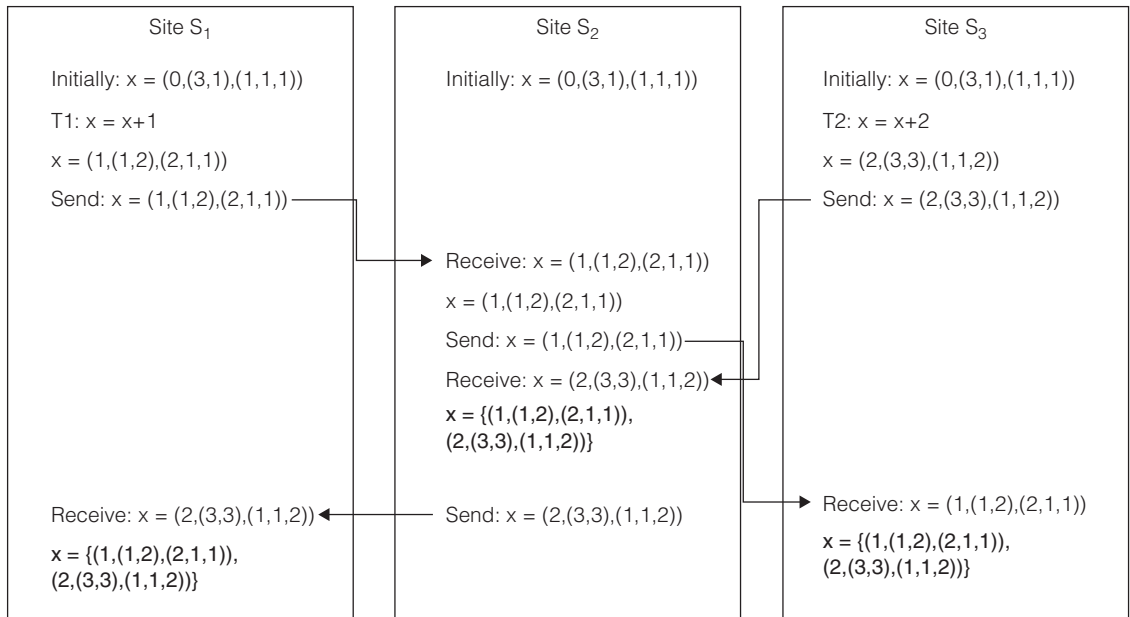 Site S1
Initially: x = (0,(3,1),(1,1,1))
T1: x = x+1
x = (1,(1,2),(2,1,1))
Send: x = (1,(1,2),(2,1,1))
Receive: x = (2,(3,3),(1,1,2))
x = {(1,(1,2),(2,1,1)),
(2,(3,3),(1,1,2))}
Site S2
Initially: x = (0,(3,1),(1,1,1))
Receive: x = (1,(1,2),(2,1,1))
x = (1,(1,2),(2,1,1))
Send: x = (1,(1,2),(2,1,1))
Receive: x = (2,(3,3),(1,1,2))
x = {(1,(1,2),(2,1,1)),
(2,(3,3),(1,1,2))}
Send: x = (2,(3,3),(1,1,2))
Site S3
Initially: x = (0,(3,1),(1,1,1))
T2: x = x+2
x = (2,(3,3),(1,1,2))
Send: x = (2,(3,3),(1,1,2))
Receive: x = (1,(1,2),(2,1,1))
x = {(1,(1,2),(2,1,1)),
(2,(3,3),(1,1,2))}